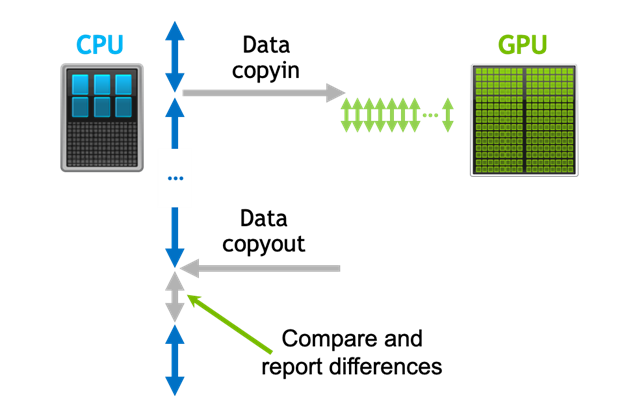 CPU
Data
copyin
GPU
...
...
Data
copyout
Compare and
report differences